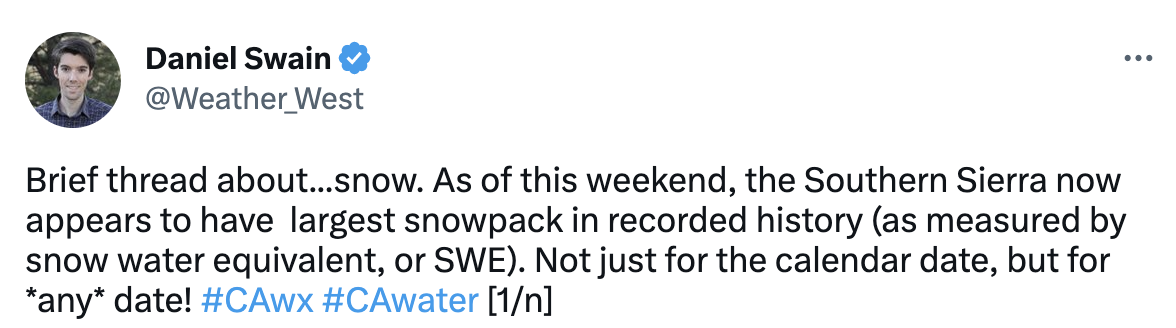 Daniel Swain
@Weather_West
Brief thread about...snow. As of this weekend, the Southern Sierra now
appears to have  largest snowpack in recorded history (as measured by
snow water equivalent, or SWE). Not just for the calendar date, but for
*any* date! #CAwx #CAwater [1/n]